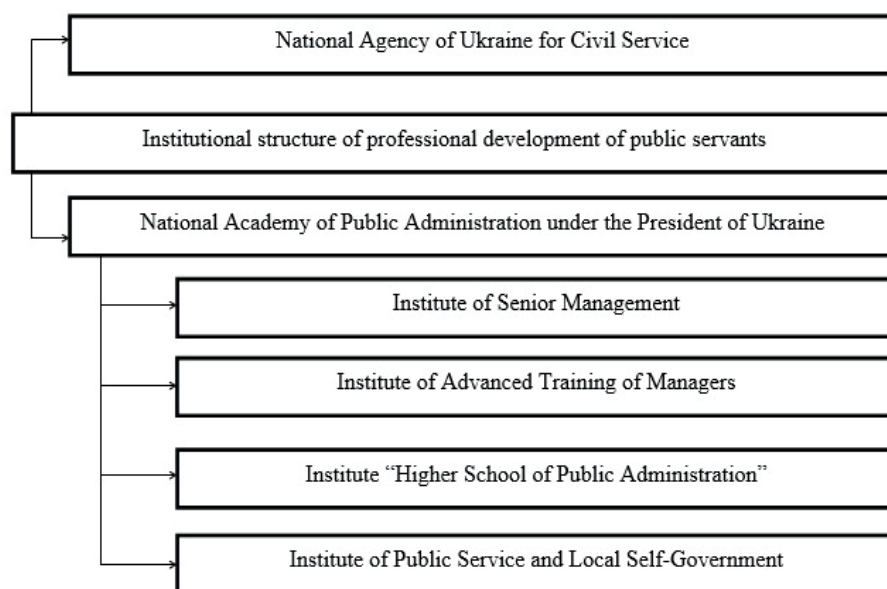 National Agency of Ukraine for Civil Service
Institutional structure of professional development of public servants
National Academy of Public Administration under the President of Ukraine
Institute of Senior Management
Institute of Advanced Training of Managers
Institute “Higher School of Public Administration”
Institute of Public Service and Local Self-Government